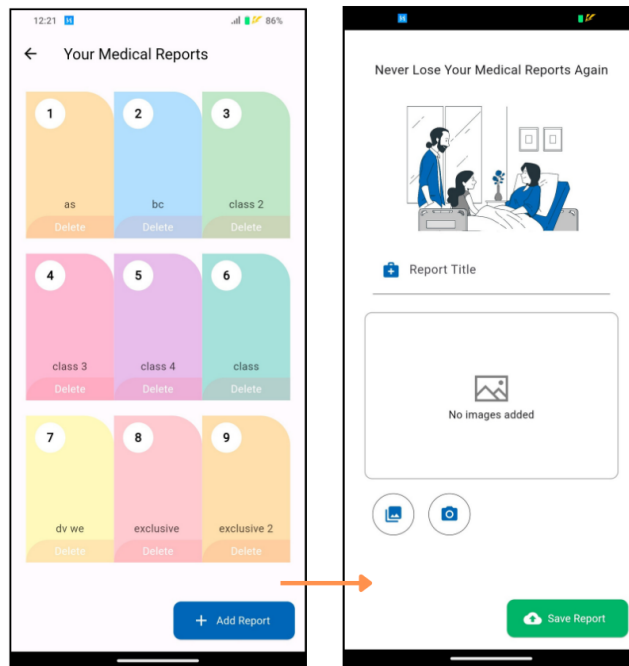 12:21 H 86%
Your Medical Reports
1 2 3
as bc class 2
Delete Delete Delete
4 5 6
class 3 class 4 class
Delete Delete Delete
7 8 9
dv we exclusive exclusive 2
Delete Delete Delete
+ Add Report
H
Never Lose Your Medical Reports Again
Report Title
No images added
Save Report